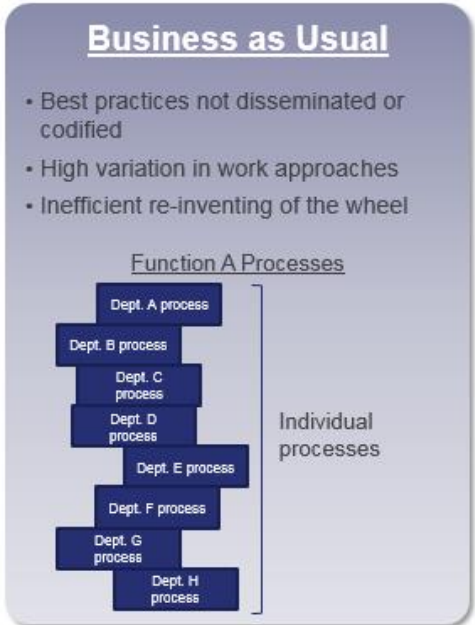 Business as Usual
• Best practices not disseminated or
codified
• High variation in work approaches
• Inefficient re-inventing of the wheel
Function A Processes
Dept. A process
Dept. B process
Dept. C
process
Dept. D
process
Dept. E process
Dept. F process
Dept. G
process
Dept. H
process
Individual
processes